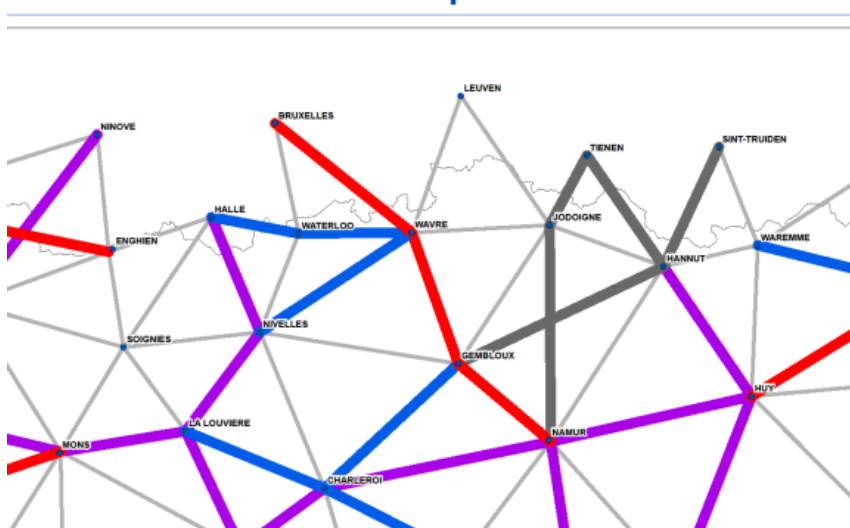 LEUVEN
BRUXELLES
NINOVE
SINT-TRUIDEN
TIENEN
HALLE
JODOIGNE
WATERLOO
WAVRE
ENGHIEN
WAREMME
HANNUT
NIVELLES
SOIGNIES
GEMBLOUX
HUY
LA LOUVIERE
NAMUR
MONS
CHARLEROI